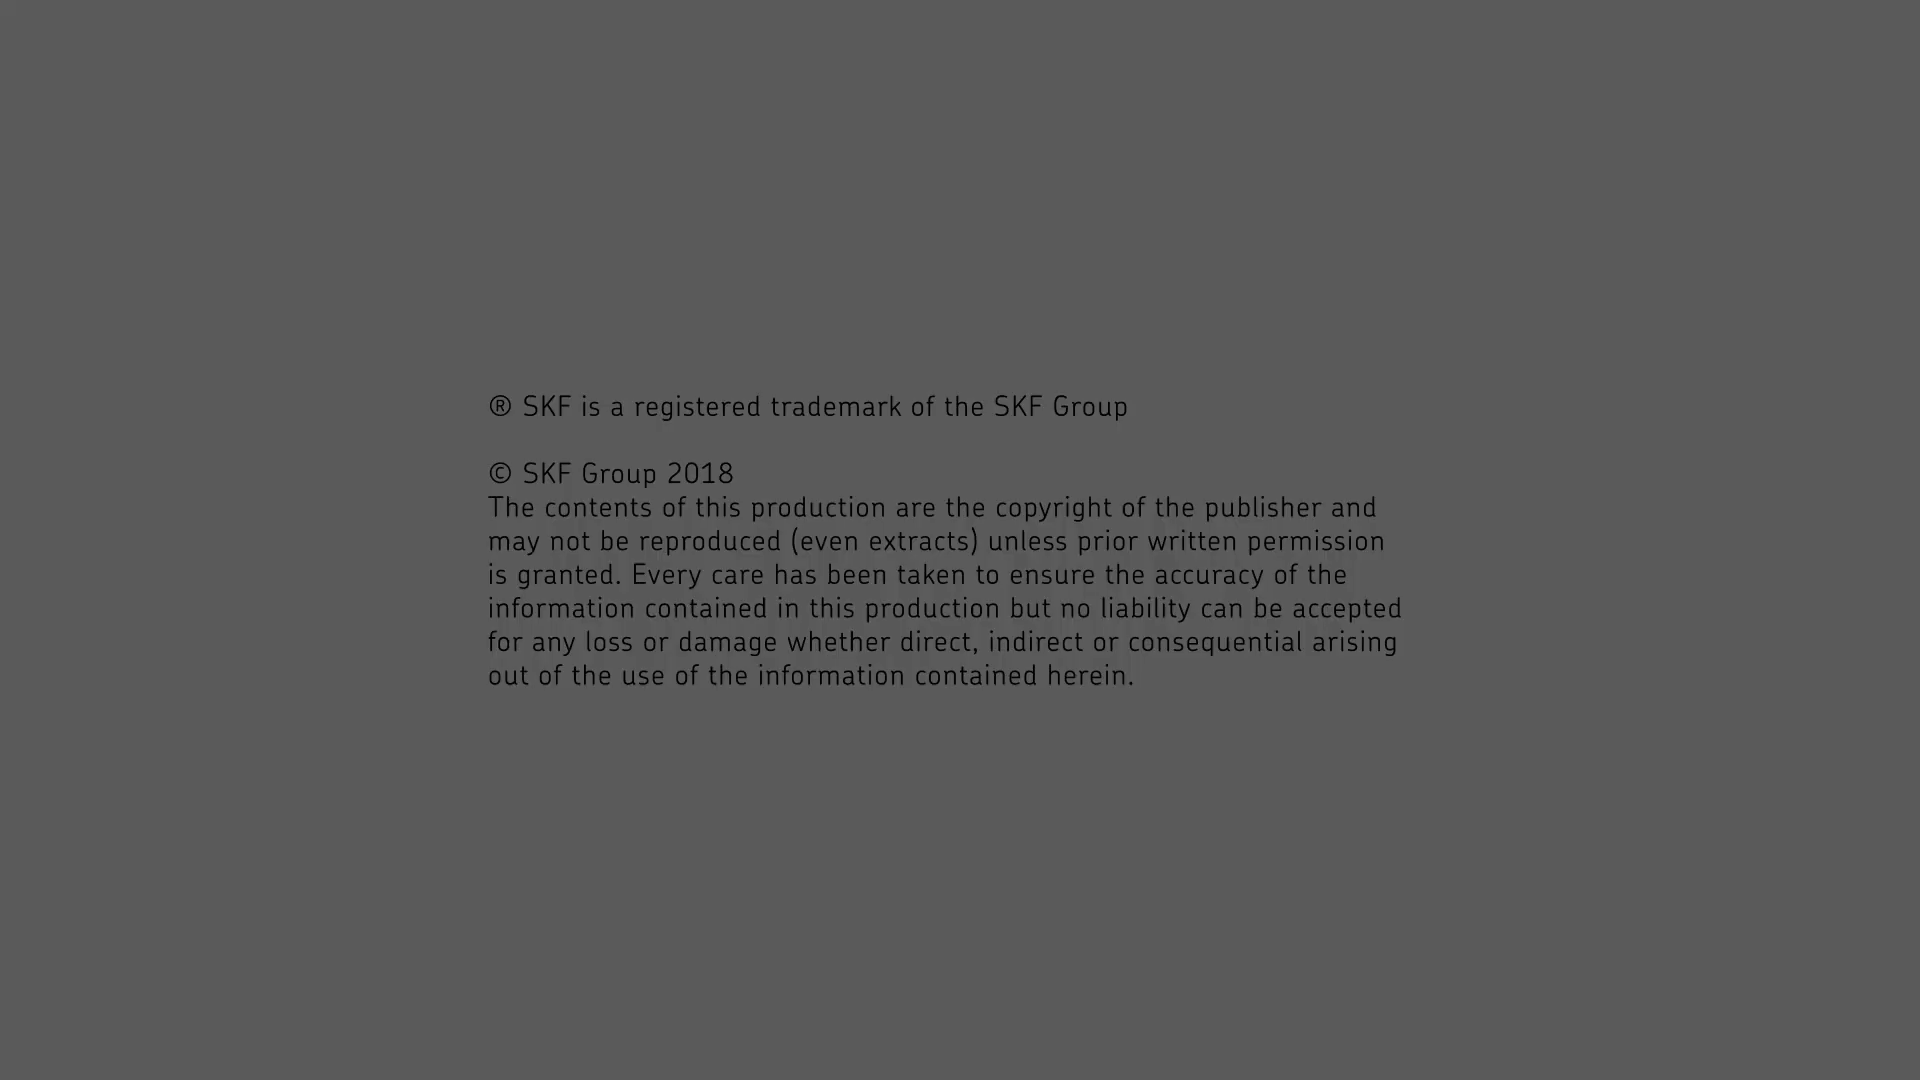 ® SKF is a registered trademark of the SKF Group
© SKF Group 2018
The contents of this production are the copyright of the publisher and
may not be reproduced (even extracts) unless prior written permission
is granted. Every care has been taken to ensure the accuracy of the
information contained in this production but no liability can be accepted
for any loss or damage whether direct, indirect or consequential arising
out of the use of the information contained herein.